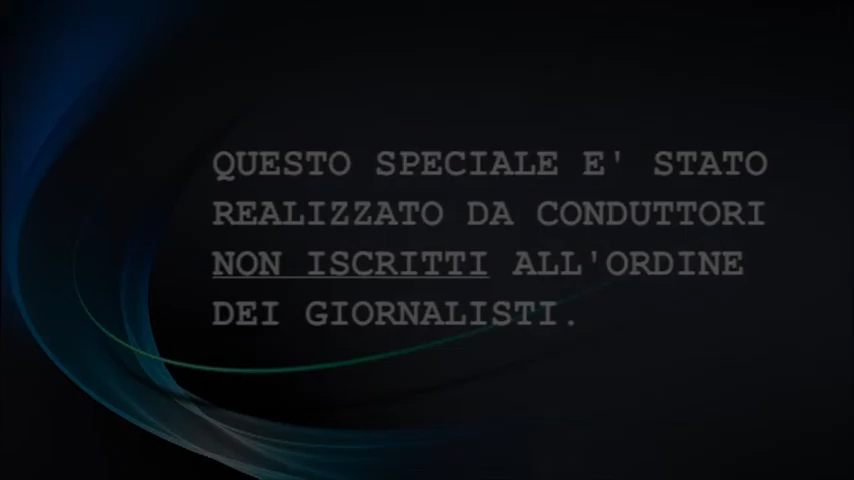 QUESTO SPECIALE E' STATO
REALIZZATO DA CONDUTTORI
NON ISCRITTI ALL'ORDINE
DEI GIORNALISTI.